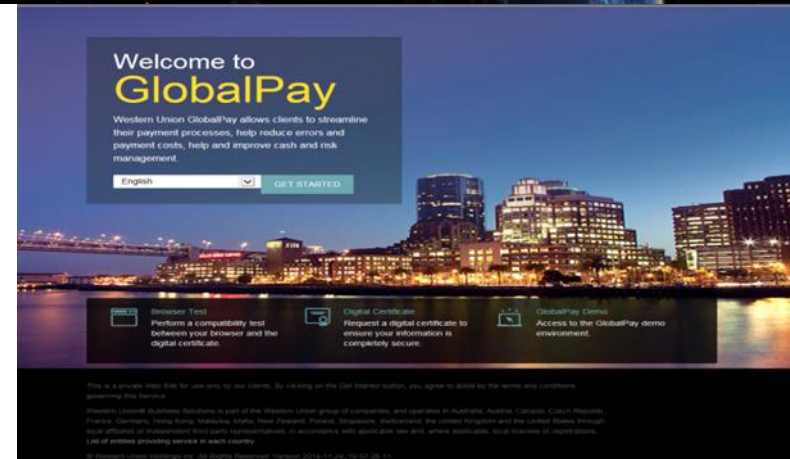 Welcome to
GlobalPay
Western Union GlobalPay allows clients to streamline
their payment processes, help reduce errors and
payment costs, help and improve cash and risk
management.
English
GET STARTED
Browser Test
Perform a compatibility test
between your browser and the
digital certificate.
Digital Certificate
Request a digital certificate to
ensure your information is
completely secure.
GlobalPay Demo
Access to the GlobalPay demo
environment.
This is a private Web Site for use only by our clients. By clicking on the Get Started button, you agree to abide by the terms and conditions
governing this Service.
Western Union® Business Solutions is part of the Western Union group of companies, and operates in Australia, Austria, Canada, Czech Republic,
France, Germany, Hong Kong, Malaysia, Malta, New Zealand, Poland, Singapore, Switzerland, the United Kingdom and the United States through
local affiliates or independent third party representatives, in accordance with applicable law and, where applicable, local licenses or registrations.
List of entities providing service in each country.
© Western Union Holdings Inc. All Rights Reserved. Version 2014-11-24,